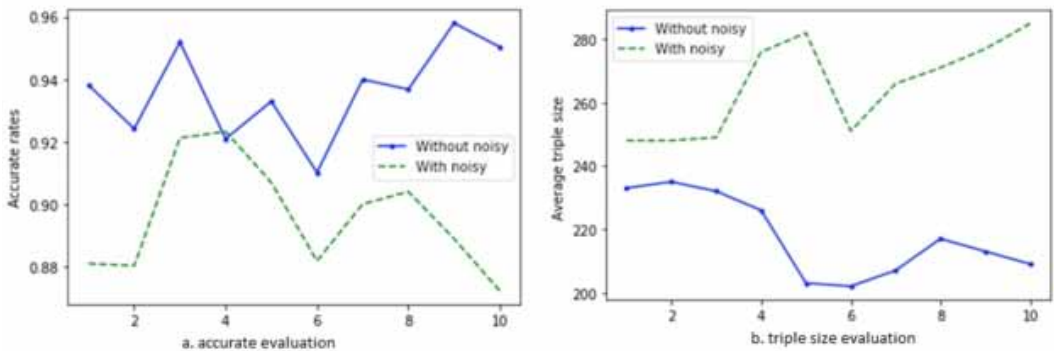 0.96
0.94
0.92
0.90
0.88
Accurate rates
Without noisy
With noisy
2
4
6
8
10
a. accurate evaluation
280
260
240
220
200
Average triple size
Without noisy
With noisy
2
4
6
8
10
b. triple size evaluation